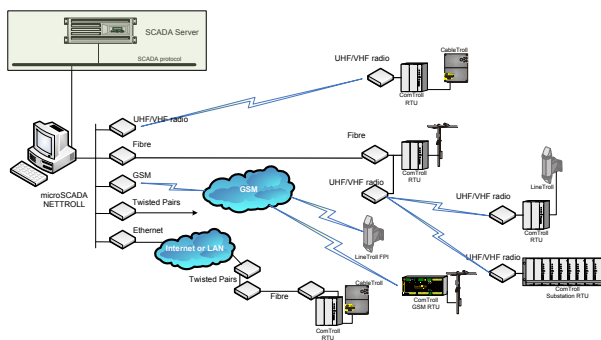 SCADA Server
SCADA protocol
CableTroll
UHF/VHF radio
ComTroll
RTU
UHF/VHF radio
Fibre
Fibre
ComTroll
RTU
GSM
GSM
microSCADA
NETTROLL
UHF/VHF radio
LineTroll
Twisted Pairs
UHF/VHF radio
ComTroll
RTU
Ethernet
Internet or LAN
LineTroll FPI
UHF/VHF radio
Twisted Pairs
CableTroll
Fibre
ComTroll
GSM RTU
ComTroll
Substation RTU
ComTroll
RTU